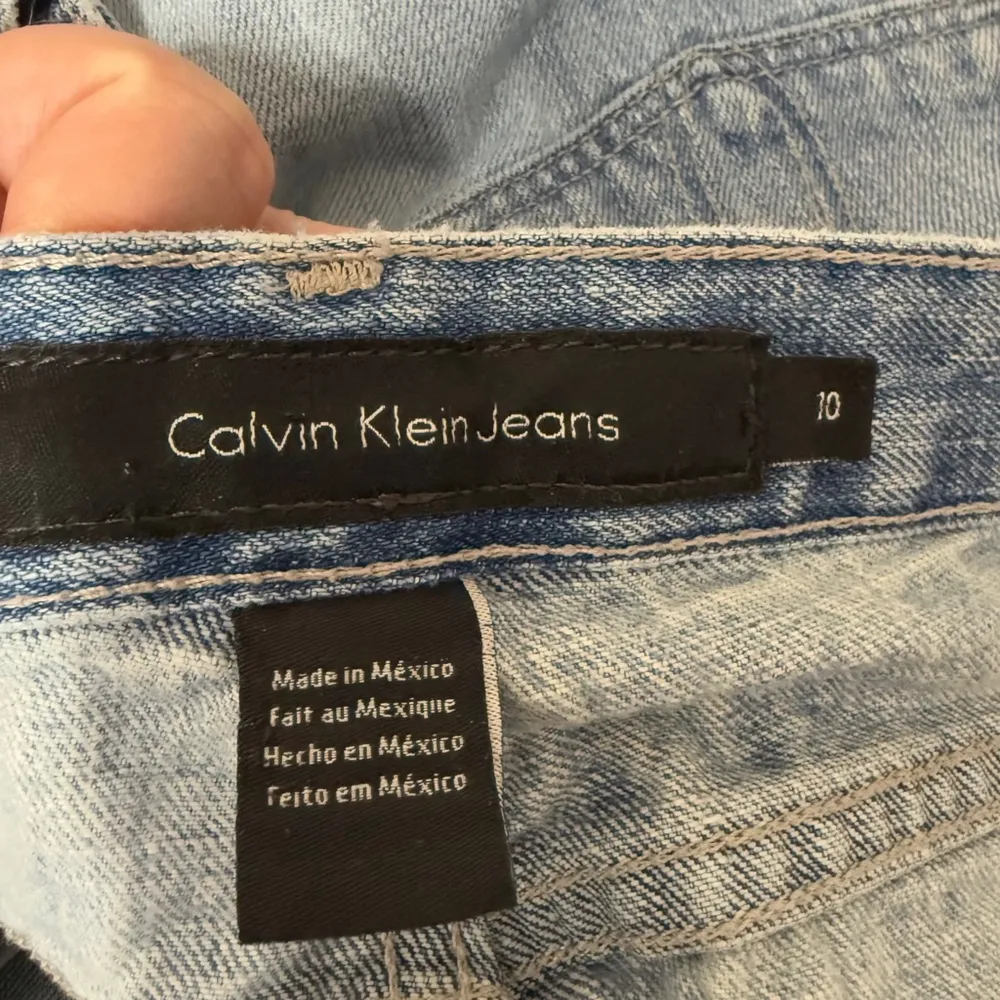 Calvin Klein Jeans
10
Made in México
Fait au Mexique
Hecho en México
Feito em México